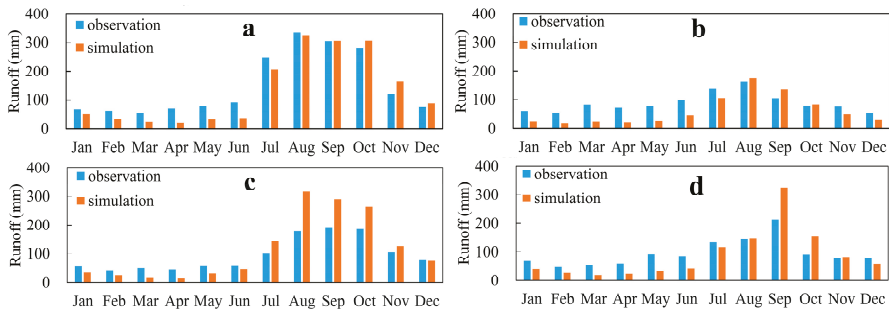 a
observation
simulation
Runoff (mm)
400
300
200
100
0
Jan Feb Mar Apr May Jun Jul Aug Sep Oct Nov Dec
b
observation
simulation
Runoff (mm)
400
300
200
100
0
Jan Feb Mar Apr May Jun Jul Aug Sep Oct Nov Dec
c
observation
simulation
Runoff (mm)
400
300
200
100
0
Jan Feb Mar Apr May Jun Jul Aug Sep Oct Nov Dec
d
observation
simulation
Runoff (mm)
400
300
200
100
0
Jan Feb Mar Apr May Jun Jul Aug Sep Oct Nov Dec